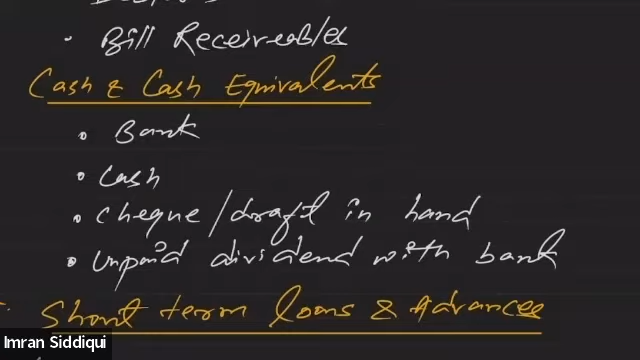 • Bill Receivables
Cash & Cash Equivalents
• Bank
• Cash
• Cheque/draft in hand
• Unpaid dividend with bank
Short term loans & Advances
Imran Siddiqui